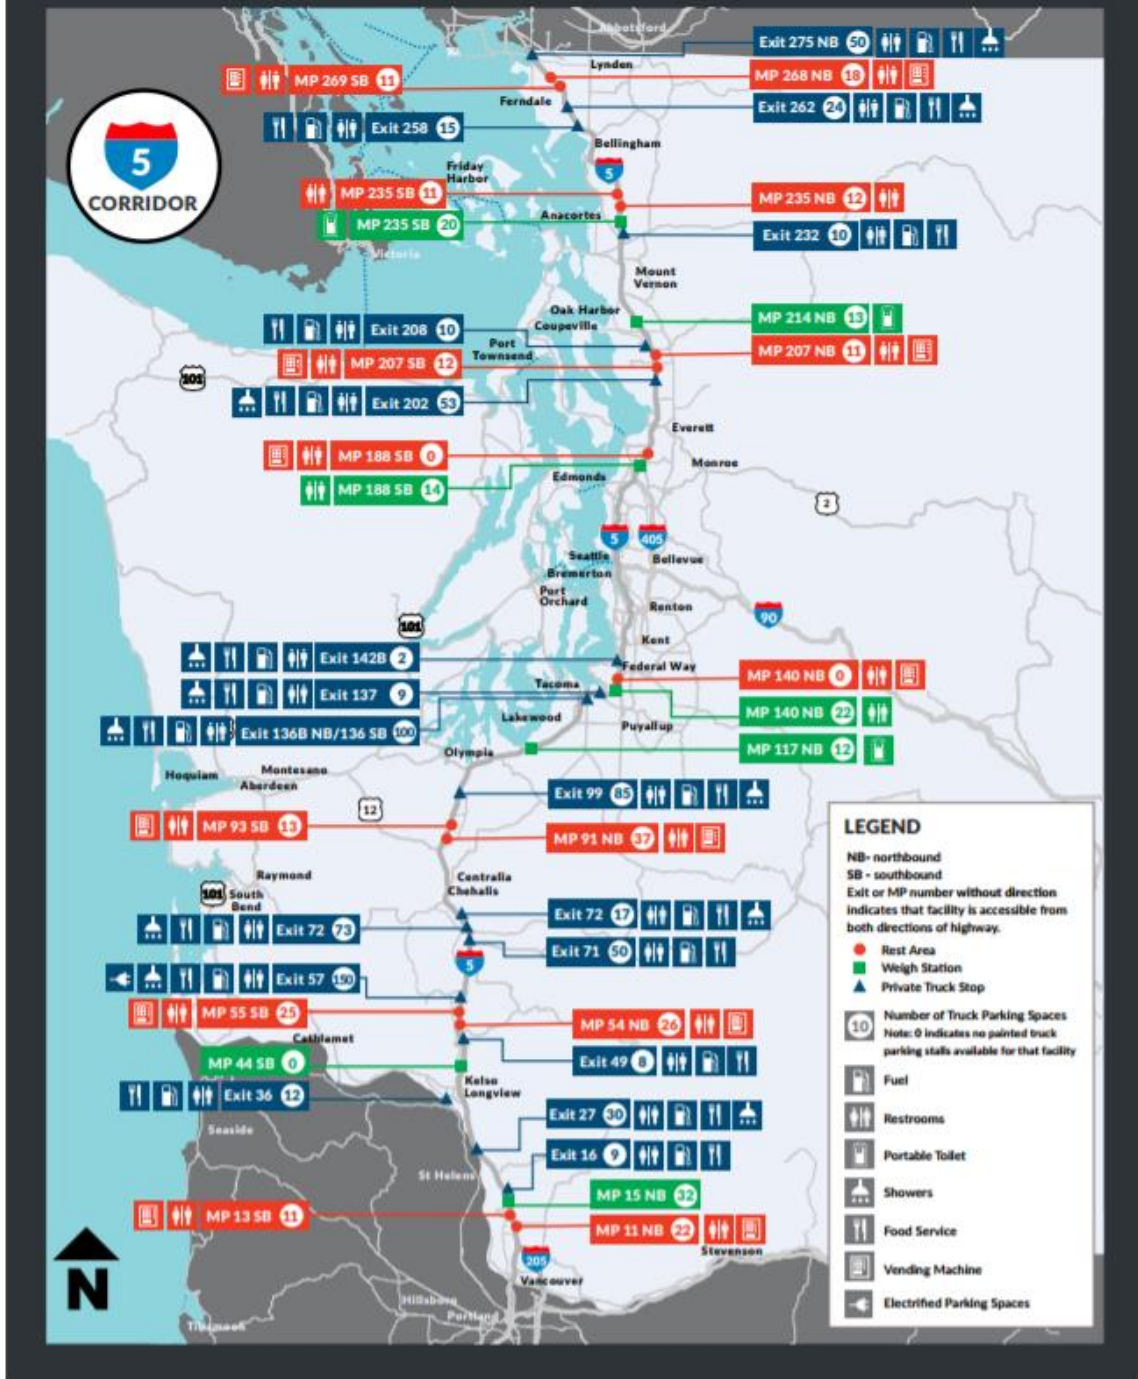 Abbotsford
Exit 275 NB 50
Lynden
MP 269 SB 11
MP 268 NB 18
Ferndale
Exit 262 24
Exit 258 15
5
CORRIDOR
Bellingham
5
Friday
Harbor
MP 235 SB 11
MP 235 NB 12
Anacortes
MP 235 SB 20
Exit 232 10
Victoria
Mount
Vernon
Oak Harbor
MP 214 NB 13
Coupeville
Exit 208 10
Port
Townsend
MP 207 SB 12
MP 207 NB 11
101
Exit 202 53
Everett
MP 188 SB 0
Monroe
Edmonds
MP 188 SB 14
2
5
405
Seattle
Bellevue
Bremerton
Port
Orchard
Renton
90
101
Kent
Exit 142B 2
Federal Way
MP 140 NB 0
Tacoma
Exit 137 9
MP 140 NB 22
Lakewood
Puyallup
Exit 136B NB/136 SB 100
Olympia
MP 117 NB 12
Hoquiam
Montesano
Aberdeen
Exit 99 85
12
MP 93 SB 13
MP 91 NB 37
Raymond
Centralia
Chehalis
101
South
Bend
Exit 72 17
Exit 72 73
Exit 71 50
5
Exit 57 150
MP 55 SB 25
MP 54 NB 26
Cathlamet
Exit 49 8
MP 44 SB 0
Kelso
Longview
Exit 36 12
Exit 27 30
Seaside
Exit 16 9
St Helens
MP 15 NB 32
MP 13 SB 11
MP 11 NB 22
Stevenson
205
Vancouver
N
Hillsboro
Portland
Tillamook
LEGEND
NB- northbound
SB - southbound
Exit or MP number without direction
indicates that facility is accessible from
both directions of highway.
Rest Area
Weigh Station
Private Truck Stop
10
Number of Truck Parking Spaces
Note: 0 indicates no painted truck
parking stalls available for that facility
Fuel
Restrooms
Portable Toilet
Showers
Food Service
Vending Machine
Electrified Parking Spaces